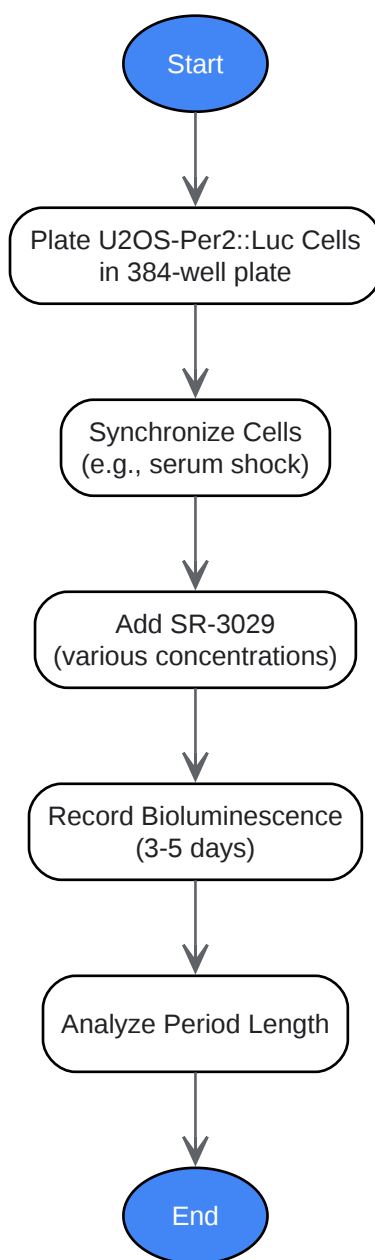 Start
Plate U2OS-Per2::Luc Cells
in 384-well plate
Synchronize Cells
(e.g., serum shock)
Add SR-3029
(various concentrations)
Record Bioluminescence
(3-5 days)
Analyze Period Length
End